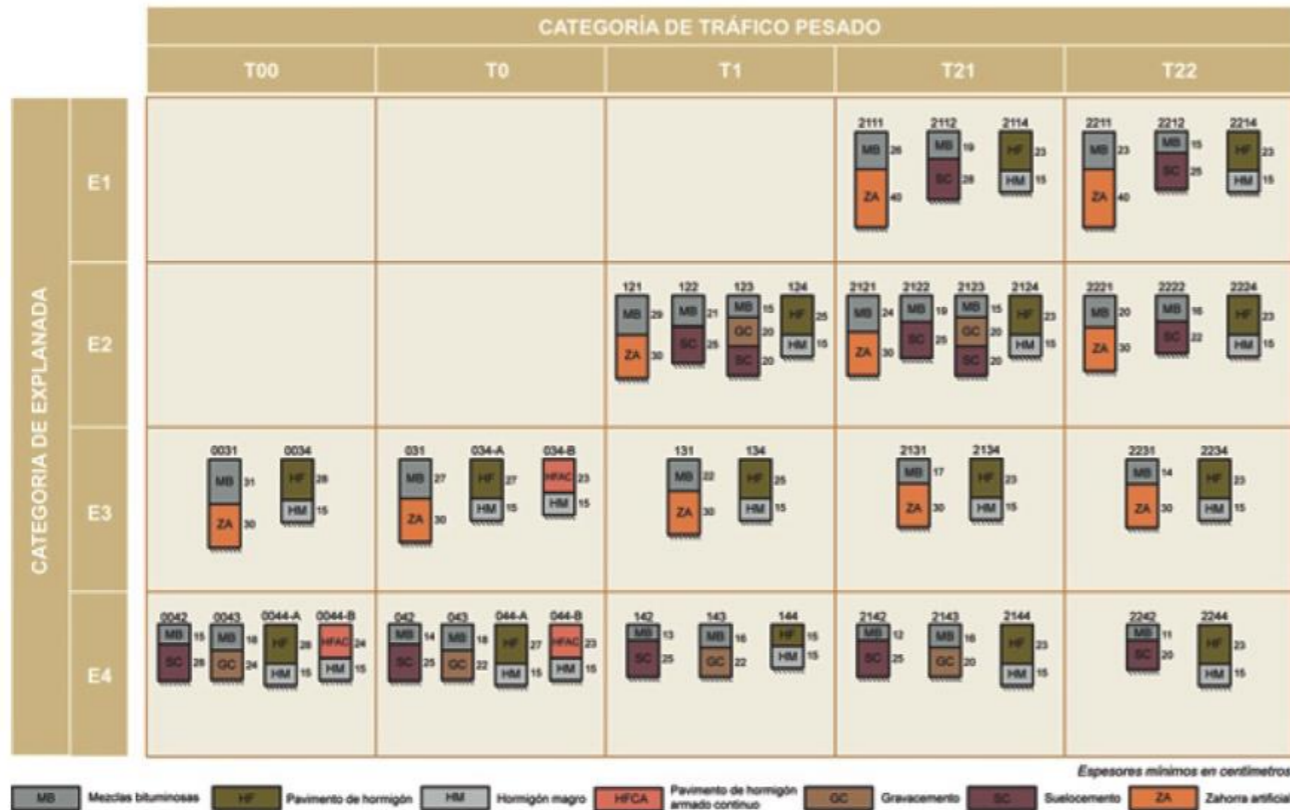 CATEGORÍA DE TRÁFICO PESADO
T00 T0 T1 T21 T22
CATEGORÍA DE EXPLANADA
E1
2111 2112 2114 2211 2212 2214
MB 26 MB 19 HF 23 MB 23 MB 15 HF 23
ZA 40 SC 28 HM 15 ZA 40 SC 25 HM 15
E2
121 122 123 124 2121 2122 2123 2124 2221 2222 2224
MB 29 MB 21 MB 15 HF 25 MB 24 MB 19 MB 15 HF 23 MB 20 MB 16 HF 23
GC 20 GC 20
ZA 30 SC 25 SC 20 HM 15 ZA 30 SC 25 SC 20 HM 15 ZA 30 SC 22 HM 15
E3
0031 0034 031 034-A 034-B 131 134 2131 2134 2231 2234
MB 31 HF 28 MB 27 HF 27 HFAC 23 MB 22 HF 25 MB 17 HF 23 MB 14 HF 23
ZA 30 HM 15 ZA 30 HM 15 HM 15 ZA 30 HM 15 ZA 30 HM 15 ZA 30 HM 15
E4
0042 0043 0044-A 0044-B 042 043 044-A 044-B 142 143 144 2142 2143 2144 2242 2244
MB 15 MB 18 HF 28 HFAC 24 MB 14 MB 18 HF 27 HFAC 23 MB 13 MB 16 HF 15 MB 12 MB 16 HF 23 MB 11 HF 23
SC 28 GC 24 HM 15 HM 15 SC 25 GC 22 HM 15 HM 15 SC 25 GC 22 HM 15 SC 25 GC 20 HM 15 SC 20 HM 15
Espesores mínimos en centímetros
MB Mezclas bituminosas HF Pavimento de hormigón HM Hormigón magro HFCA Pavimento de hormigón armado continuo GC Gravacemento SC Suelocemento ZA Zahorra artificial